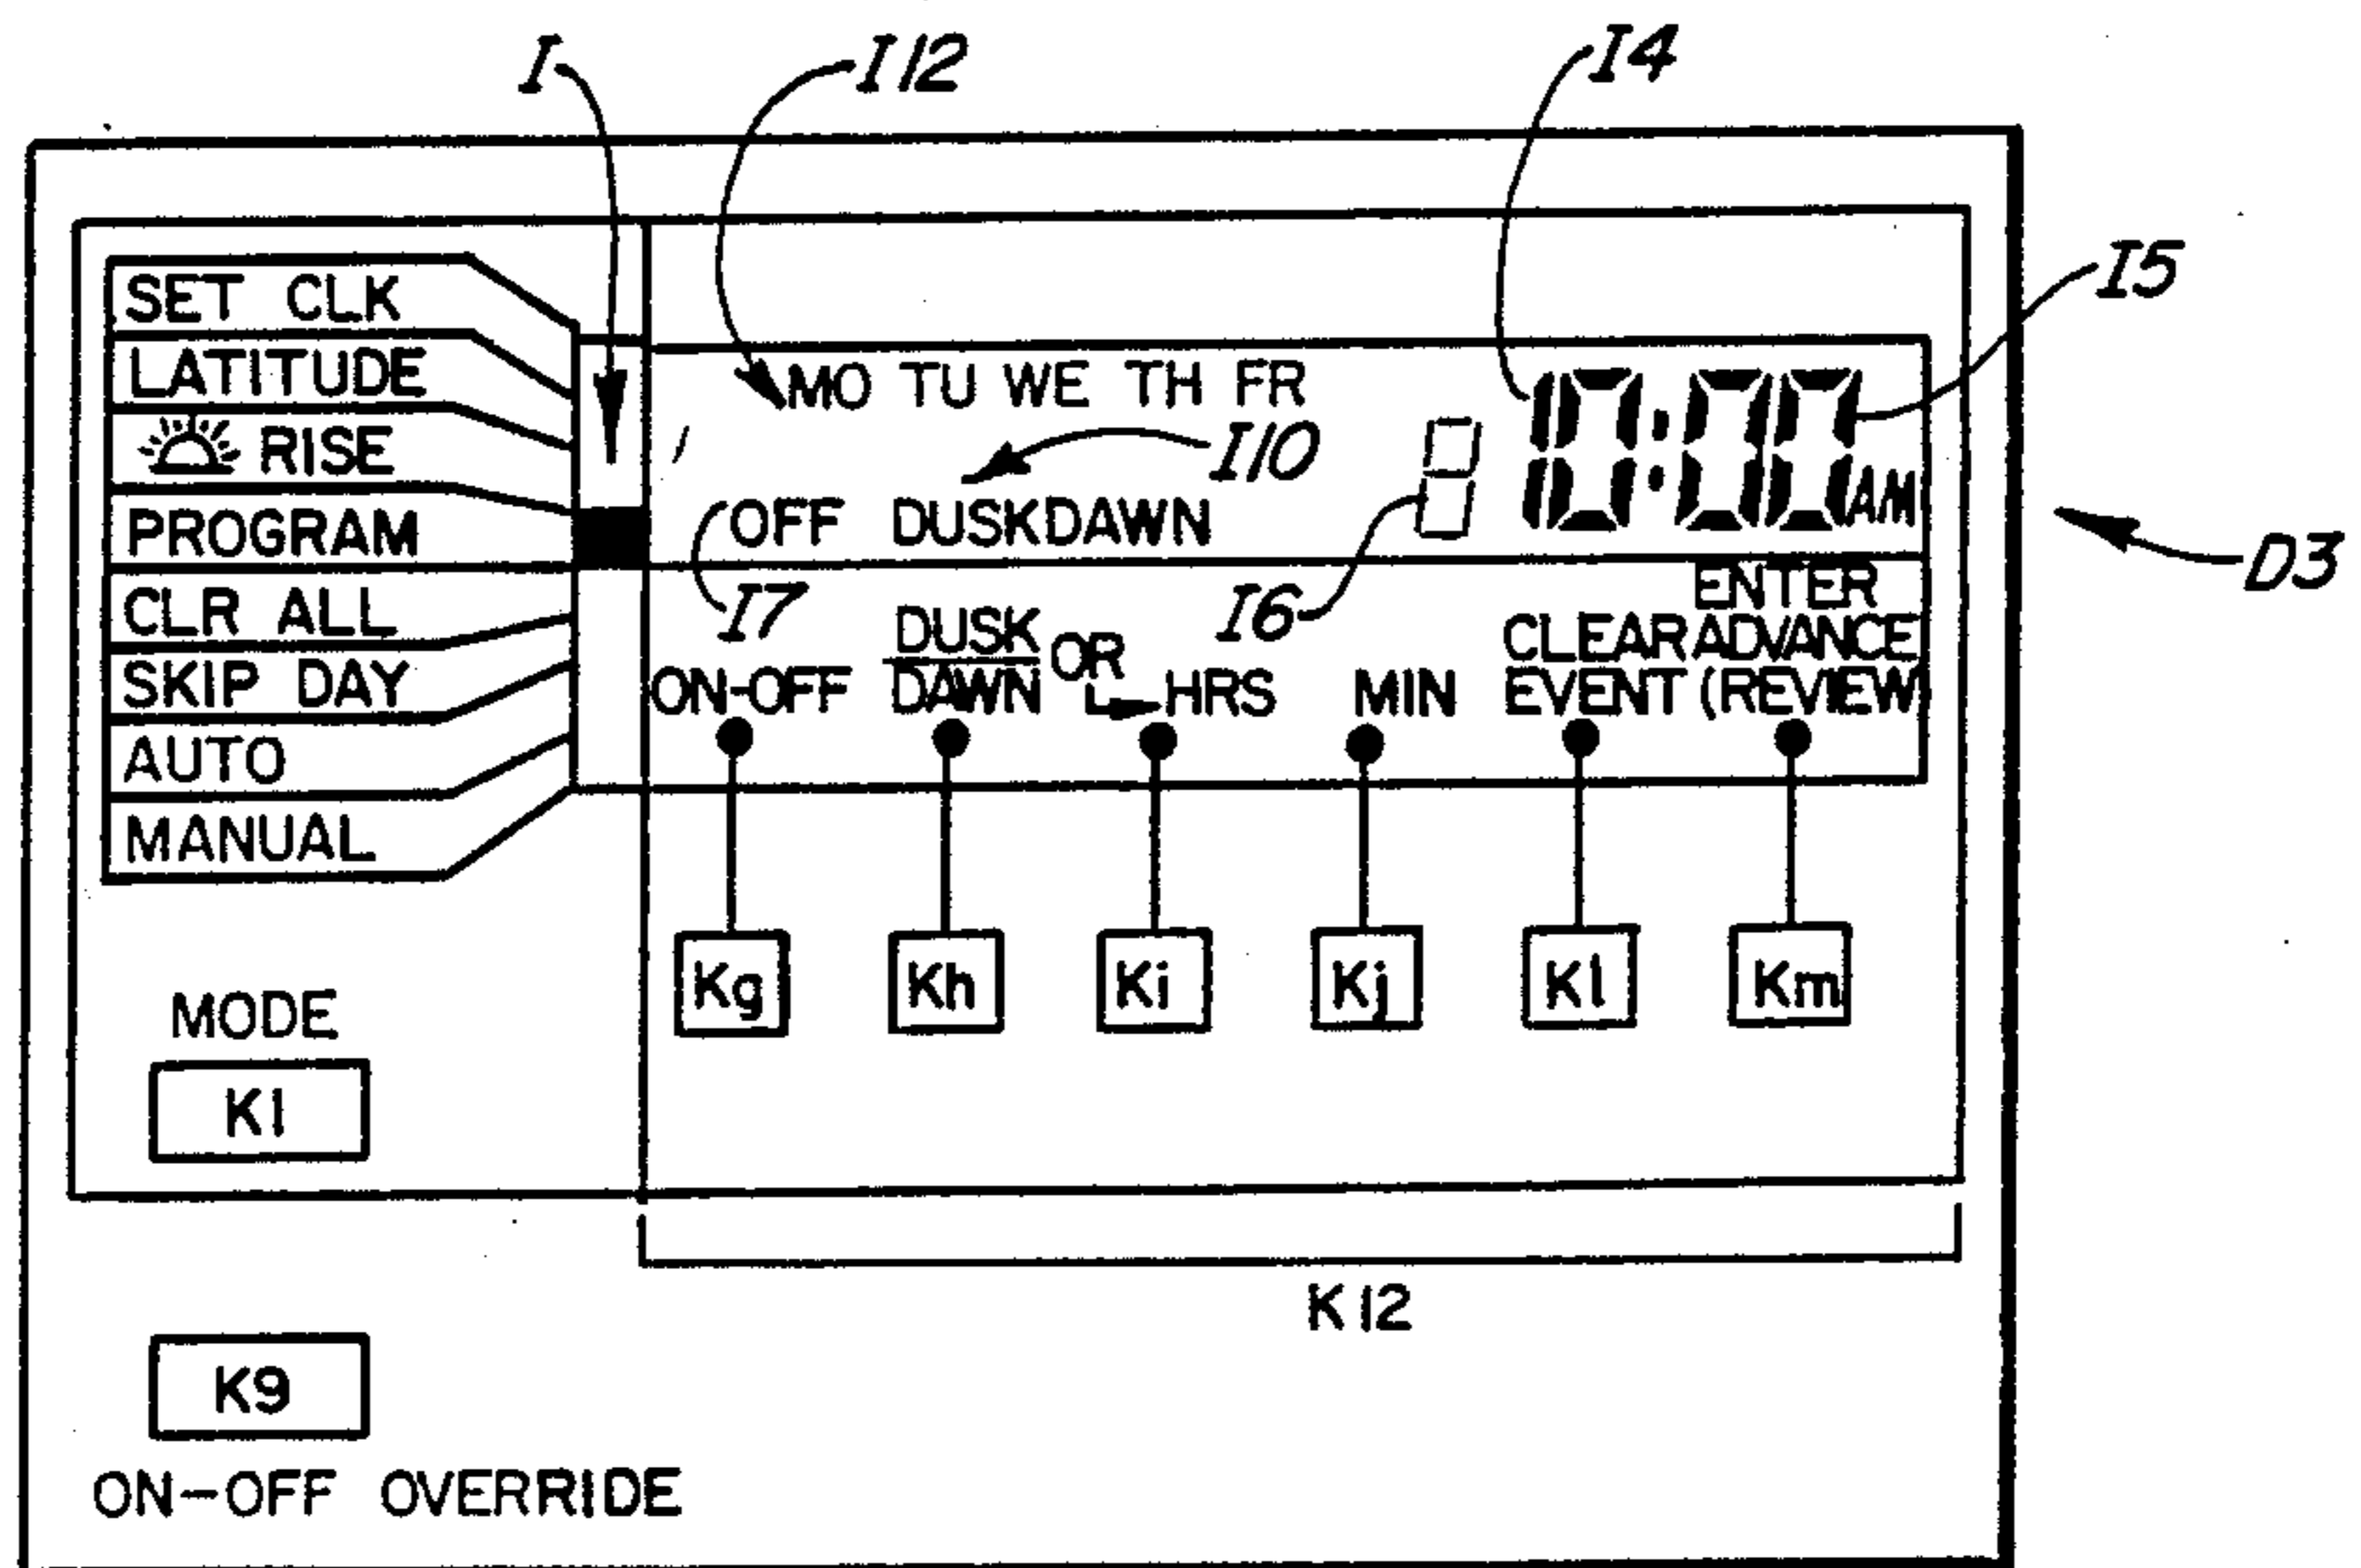 I I12 I4
I5
SET CLK
LATITUDE
RISE
PROGRAM
CLR ALL
SKIP DAY
AUTO
MANUAL
MO TU WE TH FR
I10
10:00 AM
OFF DUSKDAWN
D3
I7 I6
ON-OFF
DUSK
DAWN
OR
HRS
MIN
CLEAR
EVENT
ENTER
ADVANCE
(REVIEW)
Kg Kh Ki Kj Kl Km
MODE
K1
K12
K9
ON-OFF OVERRIDE